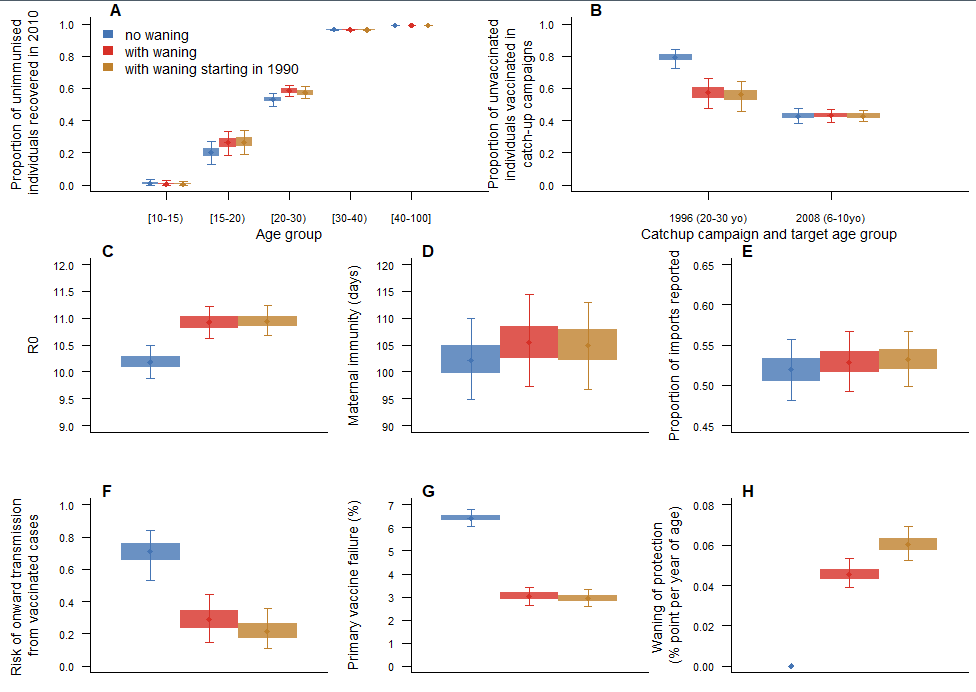 A
Proportion of unimmunised
individuals recovered in 2010
1.0
0.8
0.6
0.4
0.2
0.0
no waning
with waning
with waning starting in 1990
[10-15)
[15-20)
[20-30)
[30-40)
[40-100]
Age group
B
Proportion of unvaccinated
individuals vaccinated in
catch-up campaigns
1.0
0.8
0.6
0.4
0.2
0.0
1996 (20-30 yo)
2008 (6-10yo)
Catchup campaign and target age group
C
R0
12.0
11.5
11.0
10.5
10.0
9.5
9.0
D
Maternal immunity (days)
120
115
110
105
100
95
90
E
Proportion of imports reported
0.65
0.60
0.55
0.50
0.45
F
Risk of onward transmission
from vaccinated cases
1.0
0.8
0.6
0.4
0.2
0.0
G
Primary vaccine failure (%)
7
6
5
4
3
2
1
0
H
Waning of protection
(% point per year of age)
0.08
0.06
0.04
0.02
0.00